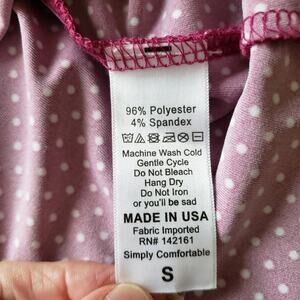 96% Polyester
4% Spandex
Machine Wash Cold
Gentle Cycle
Do Not Bleach
Hang Dry
Do Not Iron
or you'll be sad
MADE IN USA
Fabric Imported
RN# 142161
Simply Comfortable
S